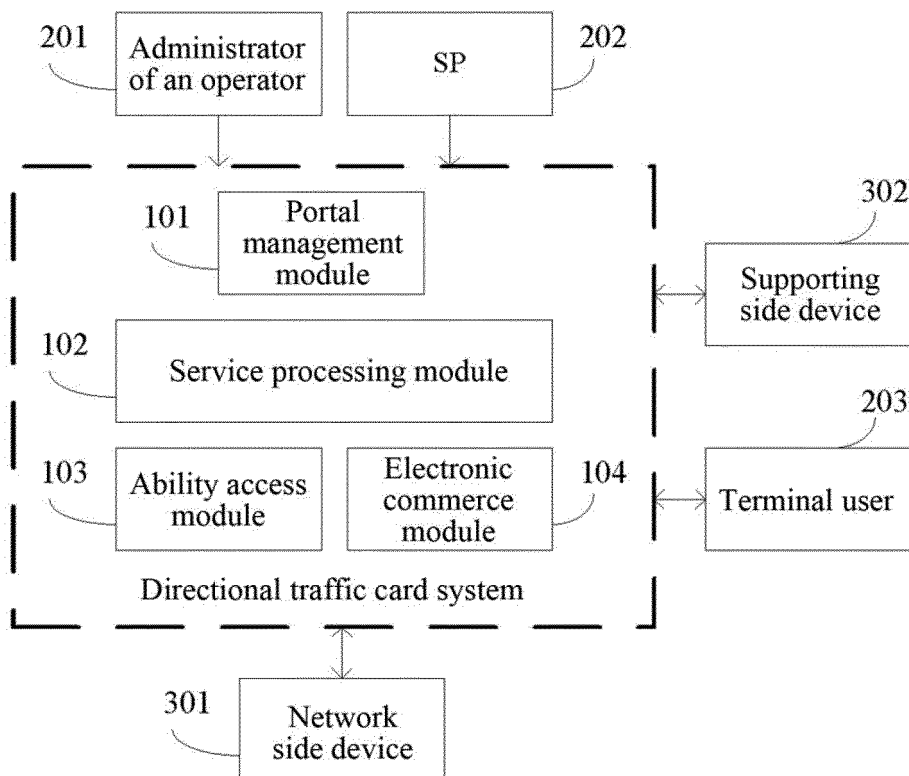 201
Administrator
of an operator
SP
202
101
Portal
management
module
302
Supporting
side device
102
Service processing module
203
Terminal user
103
Ability access
module
Electronic
commerce
module
104
Directional traffic card system
301
Network
side device